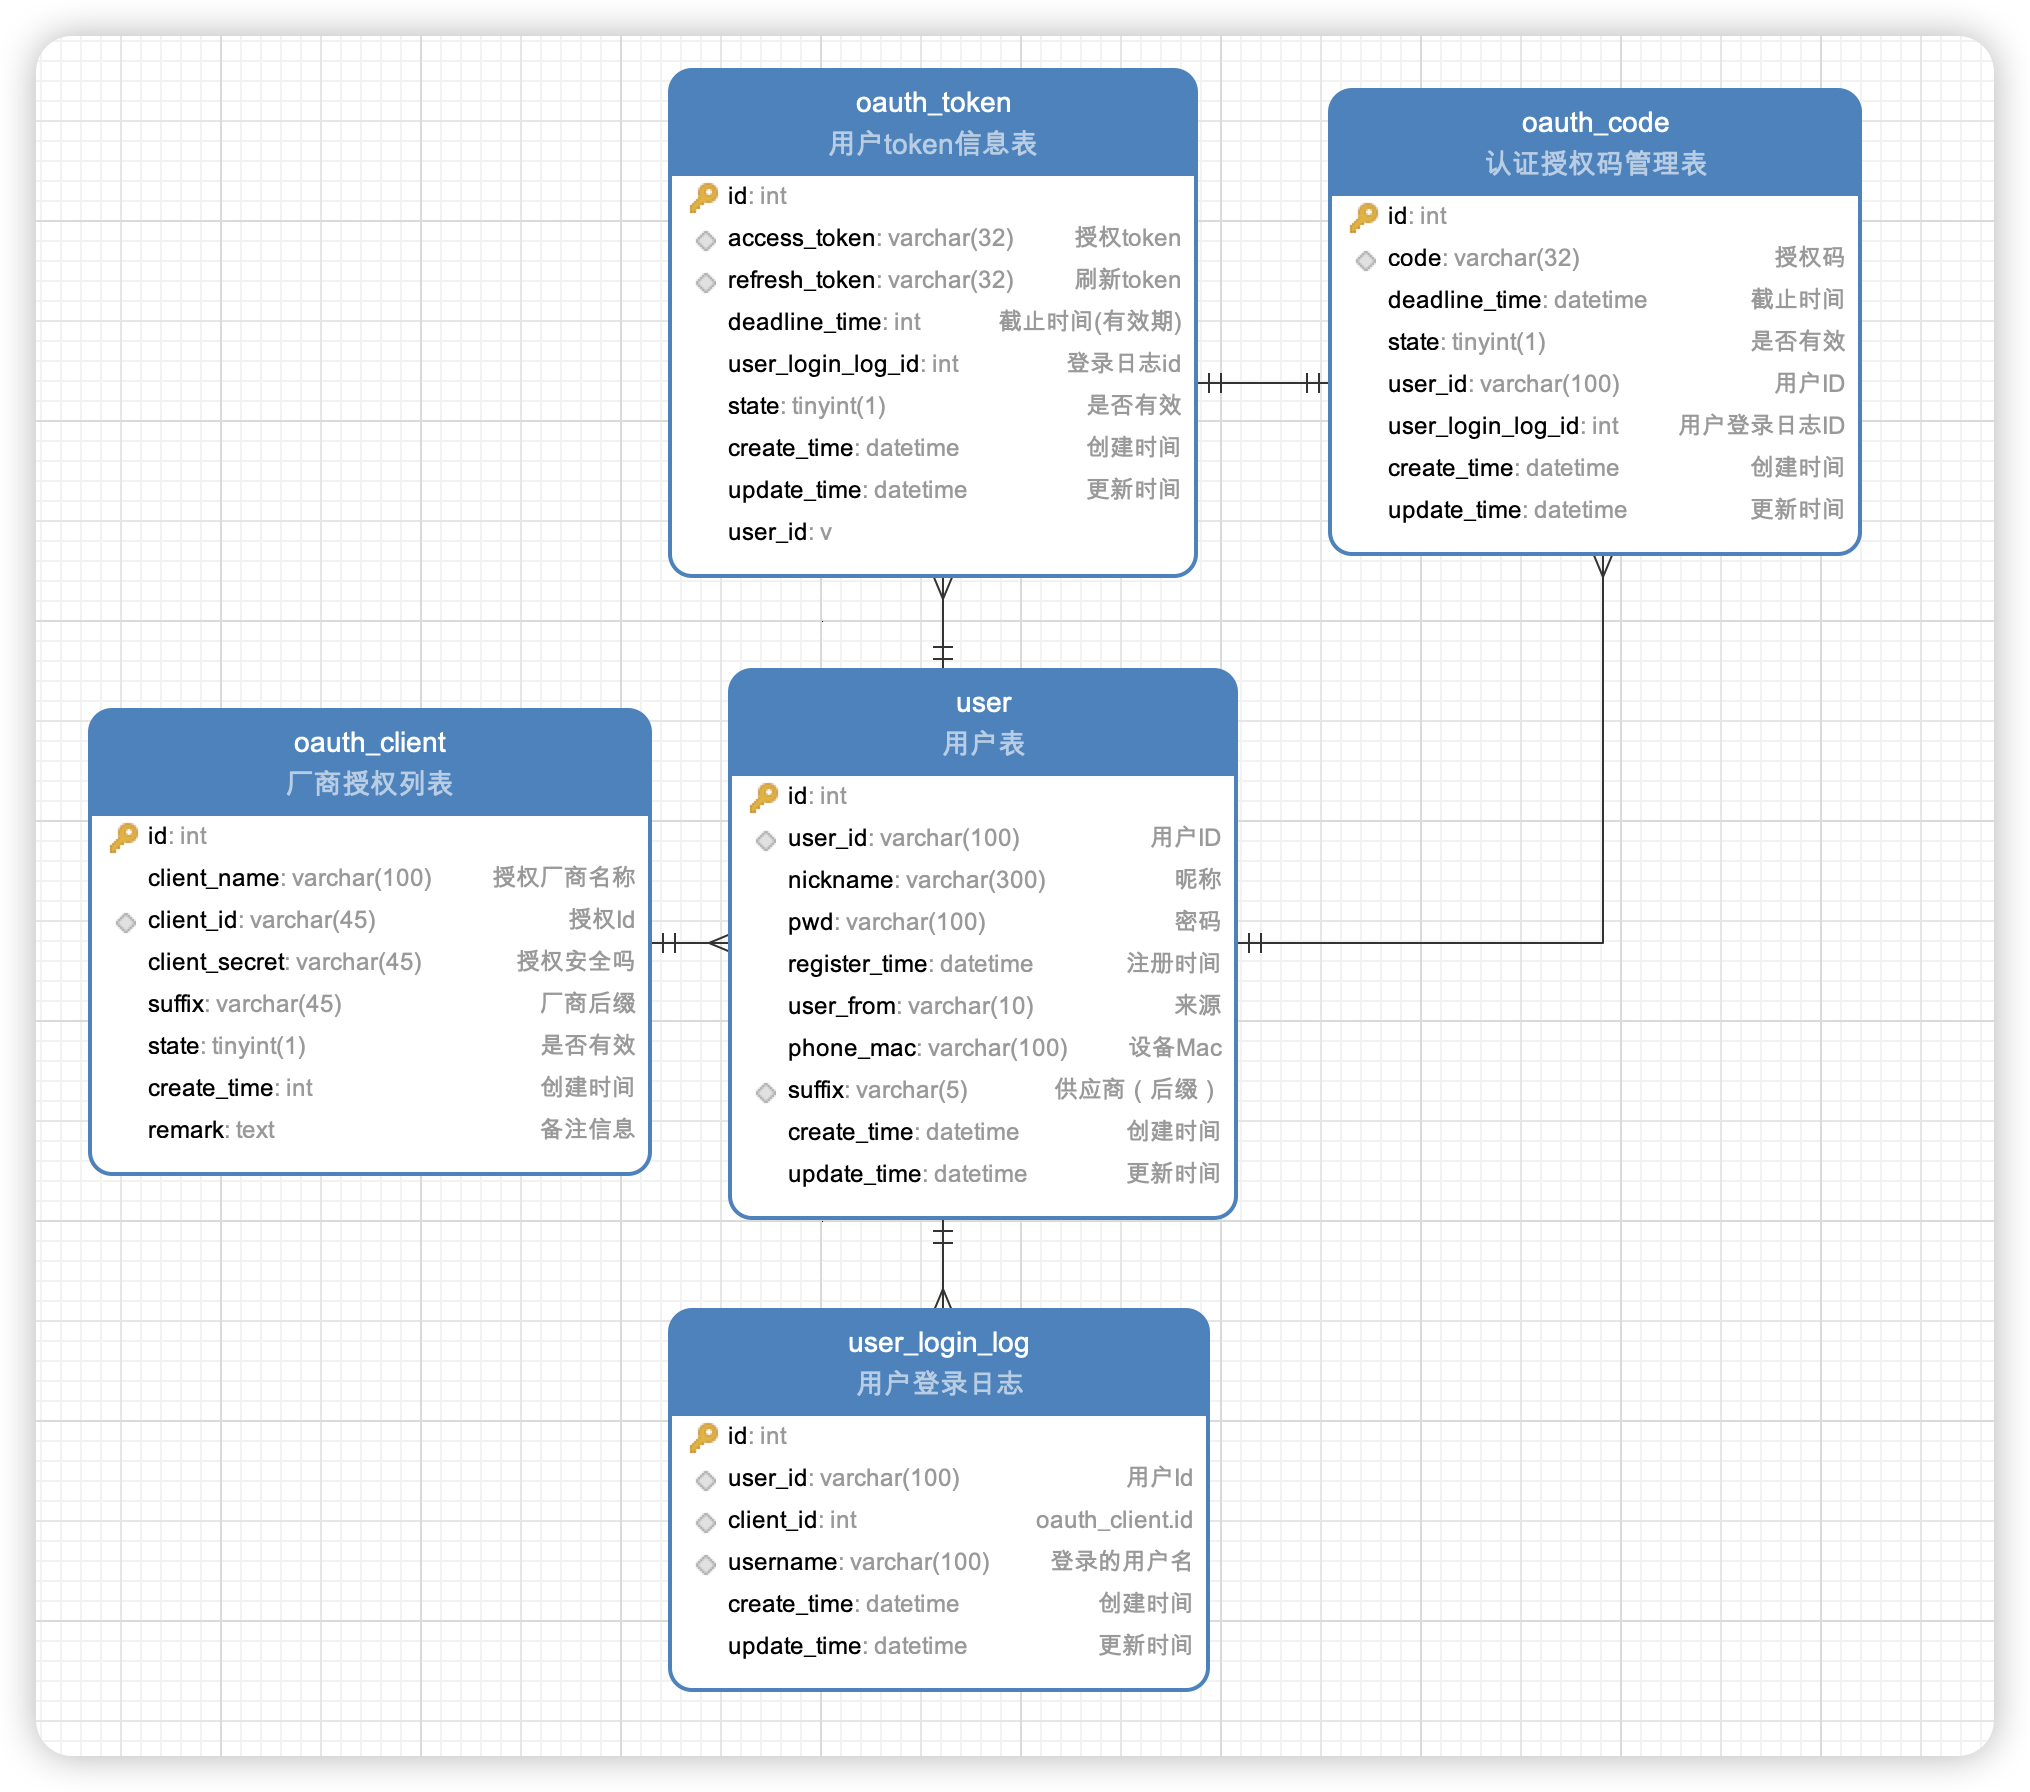 oauth_token
用户token信息表
id: int
access_token: varchar(32) 授权token
refresh_token: varchar(32) 刷新token
deadline_time: int 截止时间(有效期)
user_login_log_id: int 登录日志id
state: tinyint(1) 是否有效
create_time: datetime 创建时间
update_time: datetime 更新时间
user_id: v
oauth_code
认证授权码管理表
id: int
code: varchar(32) 授权码
deadline_time: datetime 截止时间
state: tinyint(1) 是否有效
user_id: varchar(100) 用户ID
user_login_log_id: int 用户登录日志ID
create_time: datetime 创建时间
update_time: datetime 更新时间
oauth_client
厂商授权列表
id: int
client_name: varchar(100) 授权厂商名称
client_id: varchar(45) 授权Id
client_secret: varchar(45) 授权安全吗
suffix: varchar(45) 厂商后缀
state: tinyint(1) 是否有效
create_time: int 创建时间
remark: text 备注信息
user
用户表
id: int
user_id: varchar(100) 用户ID
nickname: varchar(300) 昵称
pwd: varchar(100) 密码
register_time: datetime 注册时间
user_from: varchar(10) 来源
phone_mac: varchar(100) 设备Mac
suffix: varchar(5) 供应商（后缀）
create_time: datetime 创建时间
update_time: datetime 更新时间
user_login_log
用户登录日志
id: int
user_id: varchar(100) 用户Id
client_id: int oauth_client.id
username: varchar(100) 登录的用户名
create_time: datetime 创建时间
update_time: datetime 更新时间